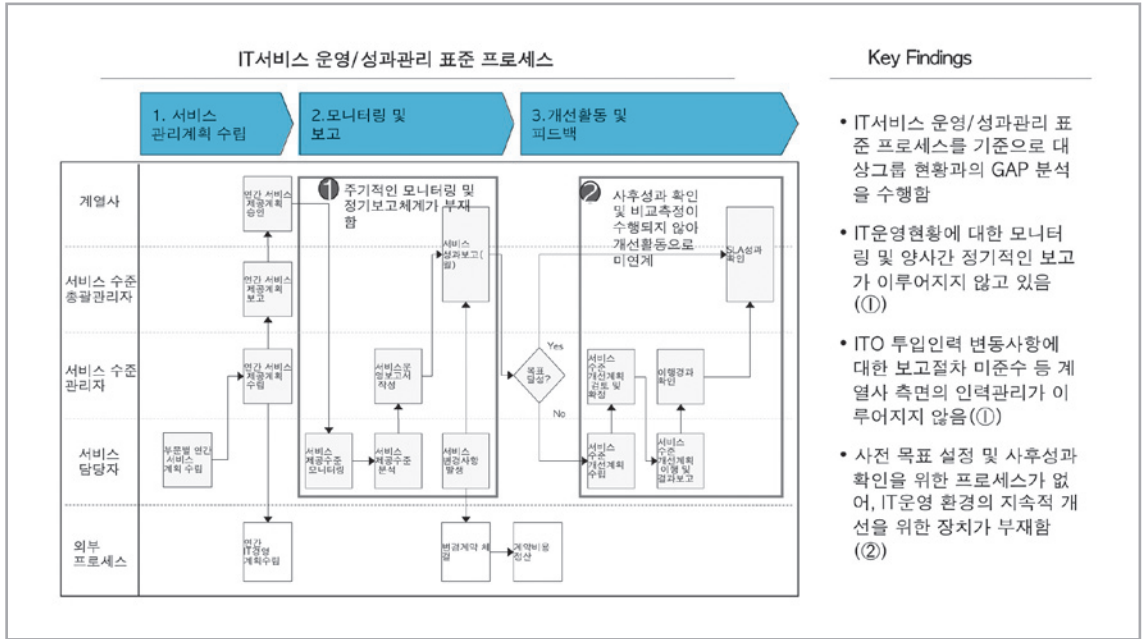 IT서비스 운영/성과관리 표준 프로세스
1. 서비스
관리계획 수립
2.모니터링 및
보고
3.개선활동 및
피드백
계열사
서비스 수준
총괄관리자
서비스 수준
관리자
서비스
담당자
외부
프로세스
연간 서비스
제공계획
승인
연간 서비스
제공계획
보고
연간 서비스
제공계획
수립
부문별 연간
서비스
계획 수립
연간
IT경영
계획수립
1 주기적인 모니터링 및
정기보고체계가 부재
함
서비스
성과보고(
월)
서비스운
영보고서
작성
서비스
제공수준
모니터링
서비스
제공수준
분석
서비스
변경사항
발생
변경계약 체
결
계약비용
정산
목표
달성?
Yes
No
2 사후성과 확인
및 비교측정이
수행되지 않아
개선활동으로
미연계
SLA성과
확인
서비스
수준
개선계획
검토 및
확정
이행경과
확인
서비스
수준
개선계획
수립
서비스
수준
개선계획
이행 및
결과보고
Key Findings
• IT서비스 운영/성과관리 표
준 프로세스를 기준으로 대
상그룹 현황과의 GAP 분석
을 수행함
• IT운영현황에 대한 모니터
링 및 양사간 정기적인 보고
가 이루어지지 않고 있음
(①)
• ITO 투입인력 변동사항에
대한 보고절차 미준수 등 계
열사 측면의 인력관리가 이
루어지지 않음(①)
• 사전 목표 설정 및 사후성과
확인을 위한 프로세스가 없
어, IT운영 환경의 지속적 개
선을 위한 장치가 부재함
(②)